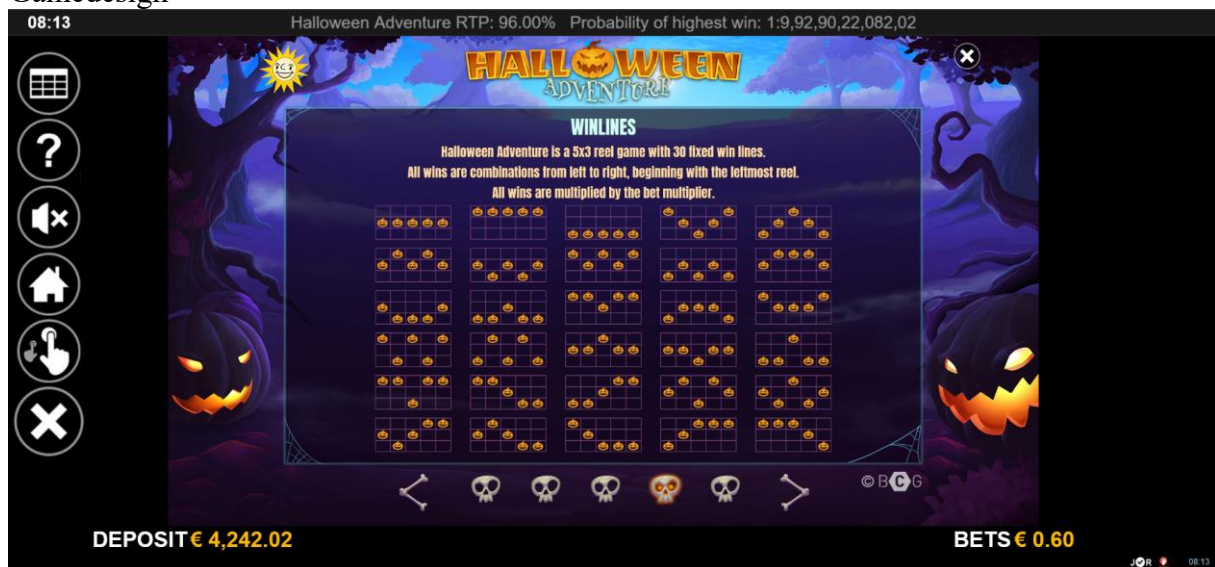 Gamedesign
08:13 Halloween Adventure RTP: 96.00% Probability of highest win: 1:9,92,90,22,082,02
HALLOWEEN
ADVENTURE
WINLINES
Halloween Adventure is a 5x3 reel game with 30 fixed win lines.
All wins are combinations from left to right, beginning with the leftmost reel.
All wins are multiplied by the bet multiplier.
© BCG
DEPOSIT € 4,242.02 BETS € 0.60
08:13